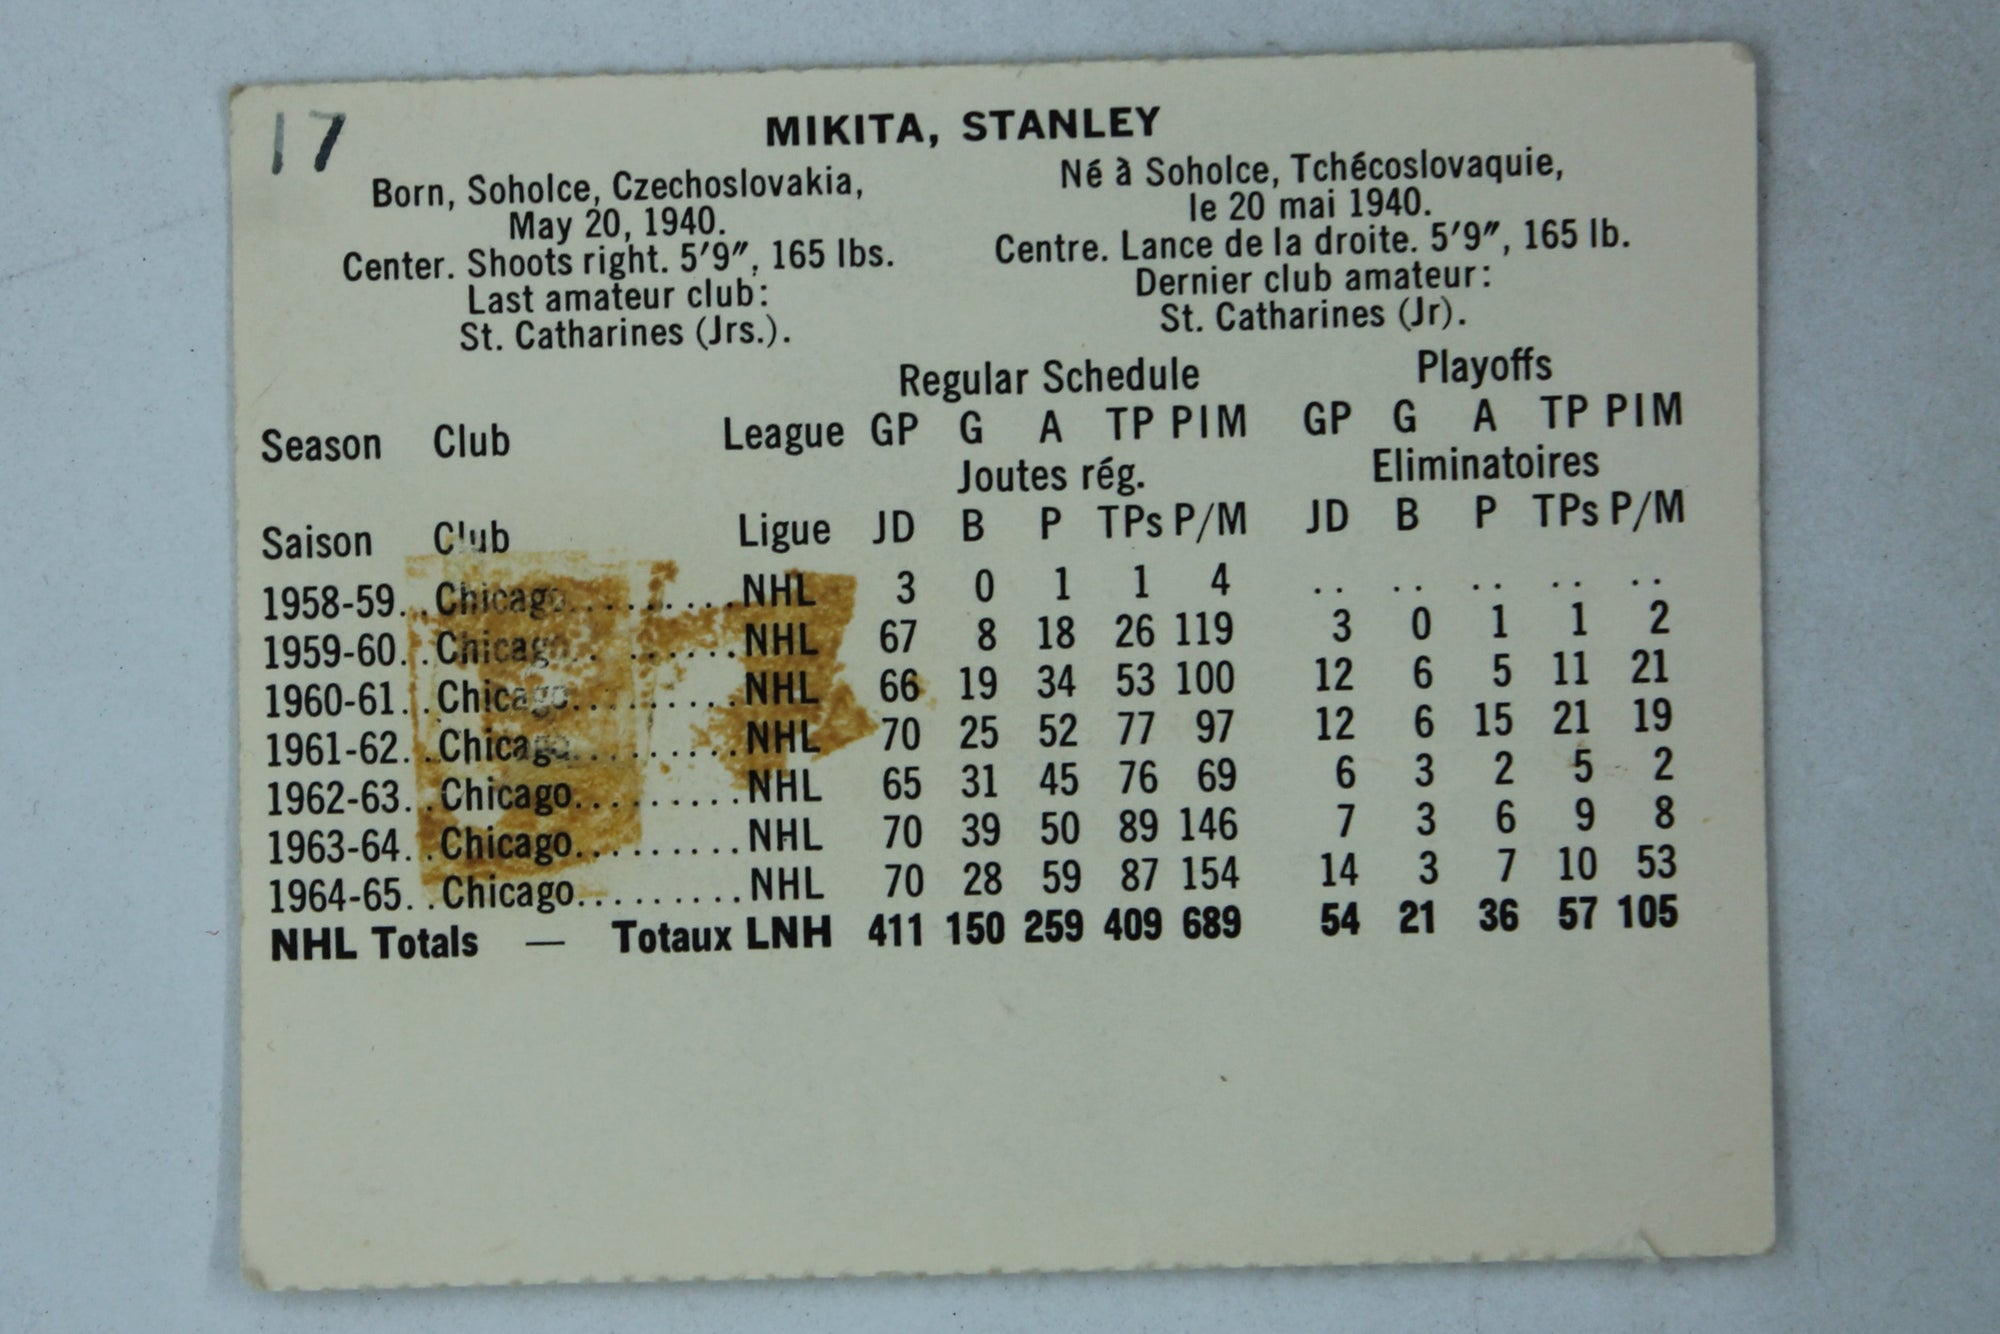 17
MIKITA, STANLEY
Born, Soholce, Czechoslovakia,
May 20, 1940.
Center. Shoots right. 5′9″, 165 lbs.
Last amateur club:
St. Catharines (Jrs.).
Né à Soholce, Tchécoslovaquie,
le 20 mai 1940.
Centre. Lance de la droite. 5′9″, 165 lb.
Dernier club amateur:
St. Catharines (Jr).
Regular Schedule Playoffs
Season Club League GP G A TP PIM GP G A TP PIM
Joutes rég. Eliminatoires
Saison Club Ligue JD B P TPs P/M JD B P TPs P/M
1958-59. .Chicago.........NHL 3 0 1 1 4 .. .. .. .. ..
1959-60. .Chicago.........NHL 67 8 18 26 119 3 0 1 1 2
1960-61. .Chicago.........NHL 66 19 34 53 100 12 6 5 11 21
1961-62. .Chicago.........NHL 70 25 52 77 97 12 6 15 21 19
1962-63. .Chicago.........NHL 65 31 45 76 69 6 3 2 5 2
1963-64. .Chicago.........NHL 70 39 50 89 146 7 3 6 9 8
1964-65. .Chicago.........NHL 70 28 59 87 154 14 3 7 10 53
NHL Totals — Totaux LNH 411 150 259 409 689 54 21 36 57 105